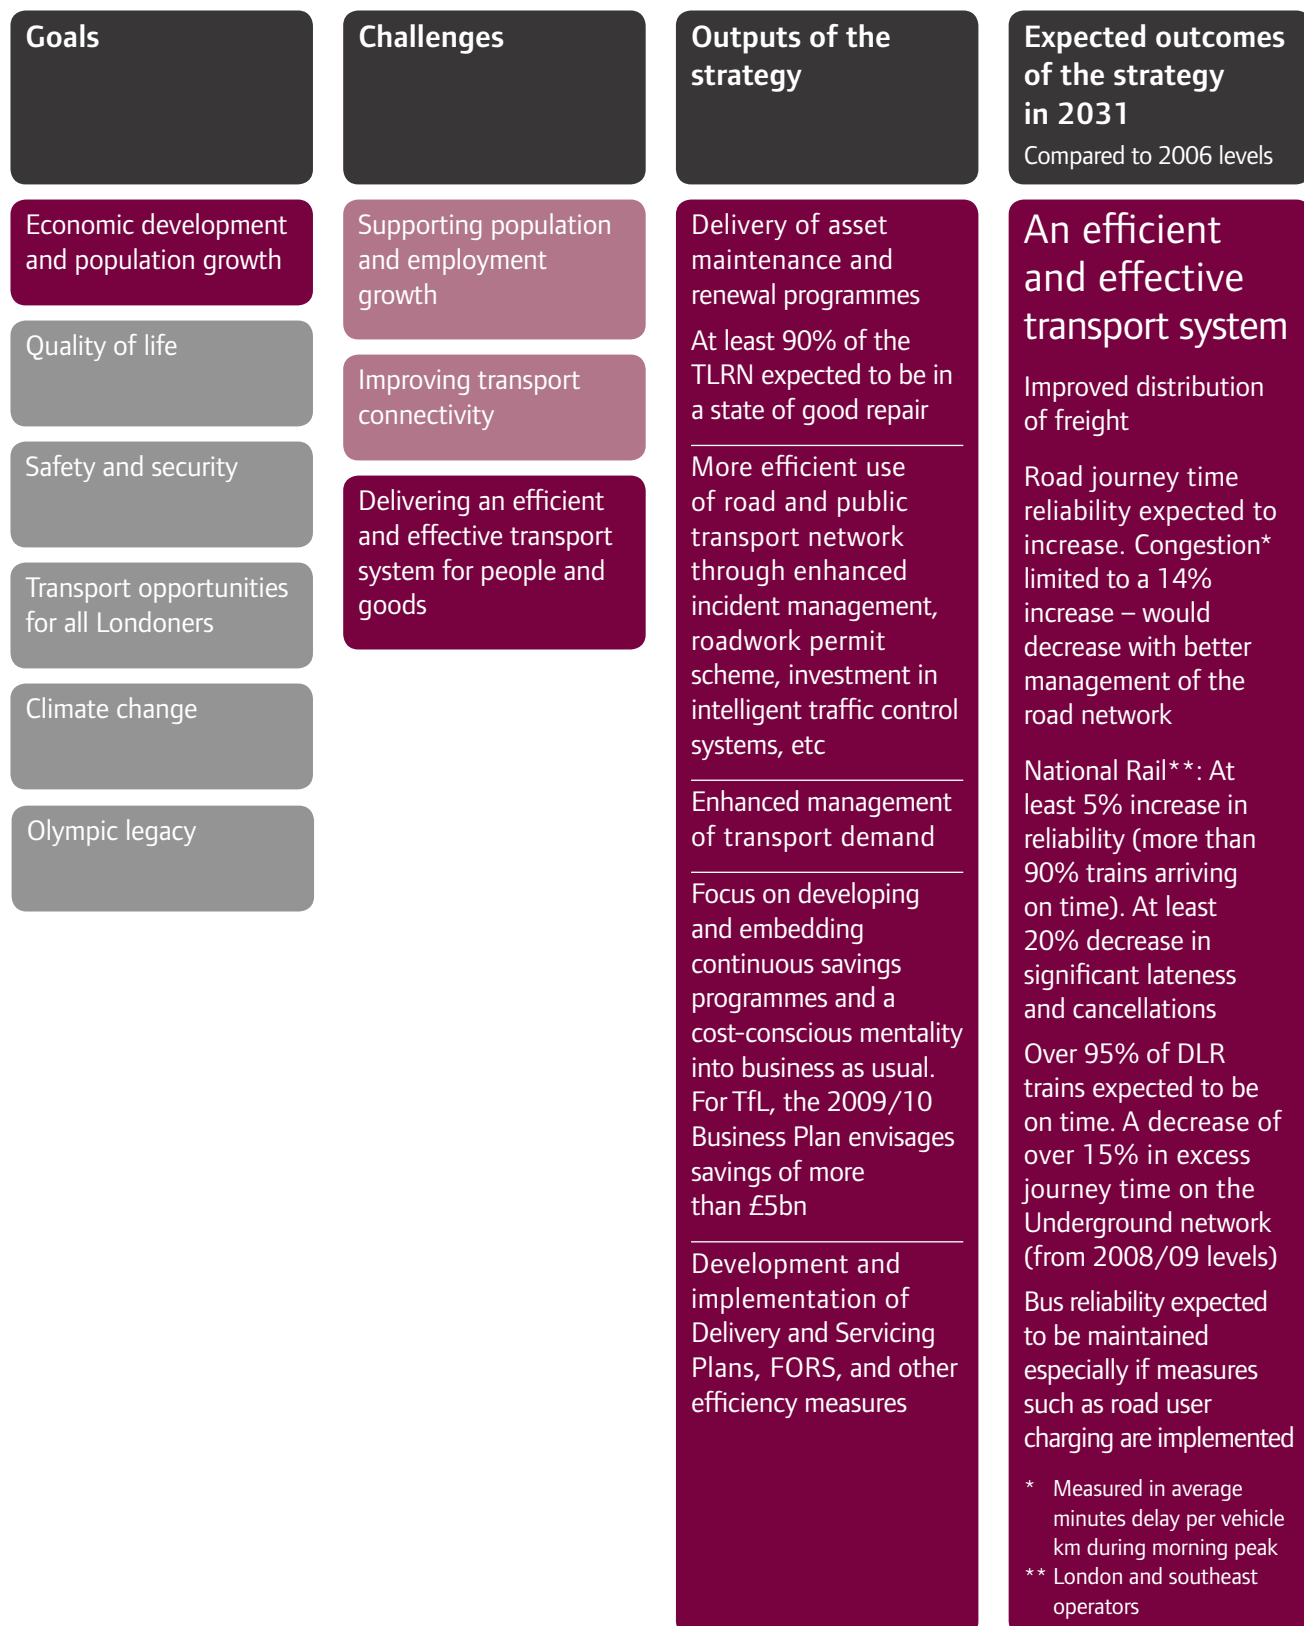 Goals
Economic development
and population growth
Quality of life
Safety and security
Transport opportunities
for all Londoners
Climate change
Olympic legacy
Challenges
Supporting population
and employment
growth
Improving transport
connectivity
Delivering an efficient
and effective transport
system for people and
goods
Outputs of the
strategy
Delivery of asset
maintenance and
renewal programmes
At least 90% of the
TLRN expected to be in
a state of good repair
More efficient use
of road and public
transport network
through enhanced
incident management,
roadwork permit
scheme, investment in
intelligent traffic control
systems, etc
Enhanced management
of transport demand
Focus on developing
and embedding
continuous savings
programmes and a
cost-conscious mentality
into business as usual.
For TfL, the 2009/10
Business Plan envisages
savings of more
than £5bn
Development and
implementation of
Delivery and Servicing
Plans, FORS, and other
efficiency measures
Expected outcomes
of the strategy
in 2031
Compared to 2006 levels
An efficient
and effective
transport system
Improved distribution
of freight
Road journey time
reliability expected to
increase. Congestion*
limited to a 14%
increase – would
decrease with better
management of the
road network
National Rail**: At
least 5% increase in
reliability (more than
90% trains arriving
on time). At least
20% decrease in
significant lateness
and cancellations
Over 95% of DLR
trains expected to be
on time. A decrease of
over 15% in excess
journey time on the
Underground network
(from 2008/09 levels)
Bus reliability expected
to be maintained
especially if measures
such as road user
charging are implemented
* Measured in average
minutes delay per vehicle
km during morning peak
** London and southeast
operators